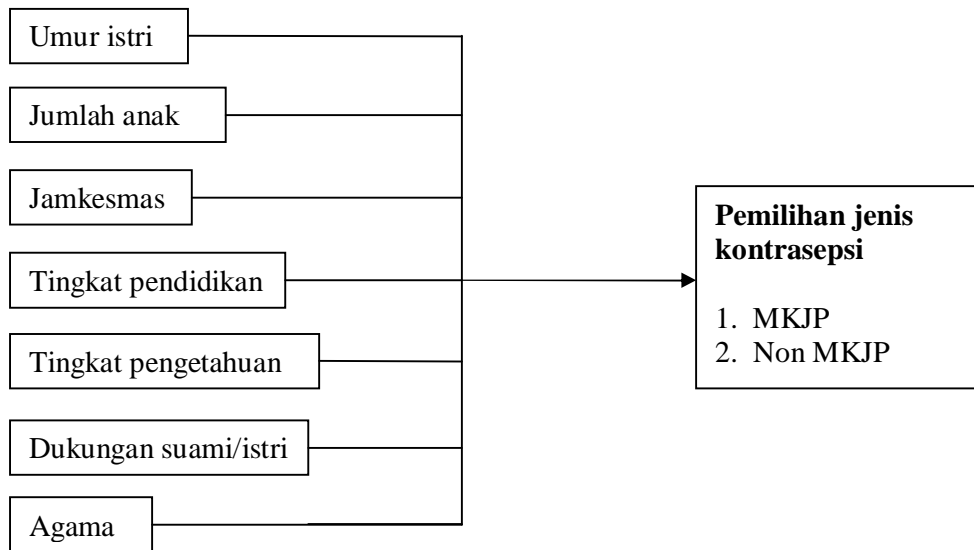 Umur istri
Jumlah anak
Jamkesmas
Tingkat pendidikan
Tingkat pengetahuan
Dukungan suami/istri
Agama
Pemilihan jenis
kontrasepsi
1. MKJP
2. Non MKJP